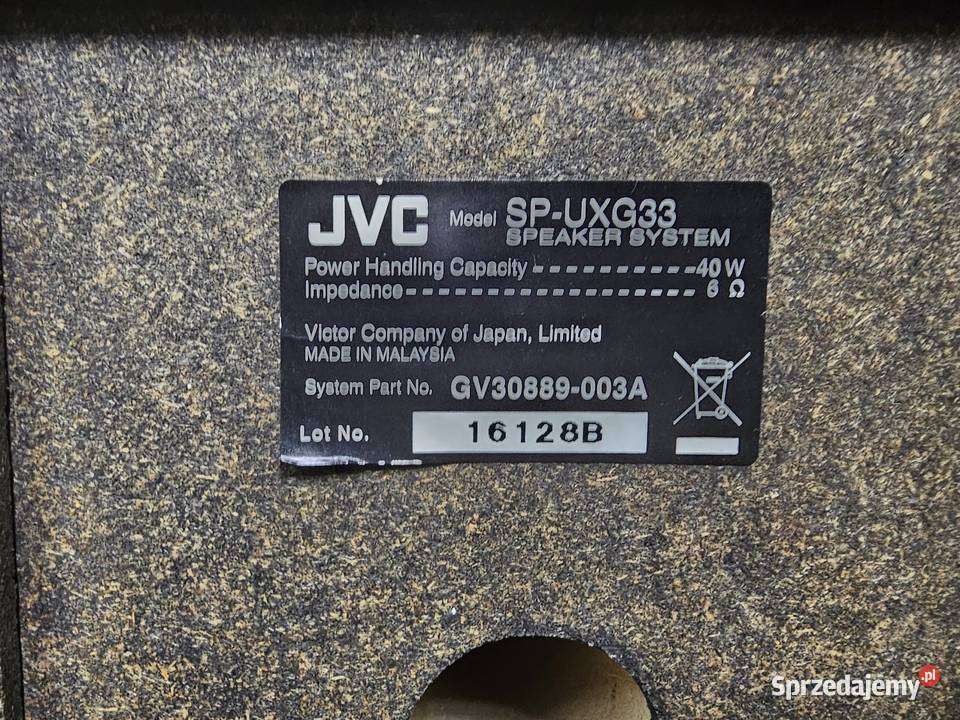 JVC Model SP-UXG33
SPEAKER SYSTEM
Power Handling Capacity ------------40 W
Impedance------------------ 6 Ω
Victor Company of Japan, Limited
MADE IN MALAYSIA
System Part No. GV30889-003A
Lot No. 16128B
Sprzedajemy.pl